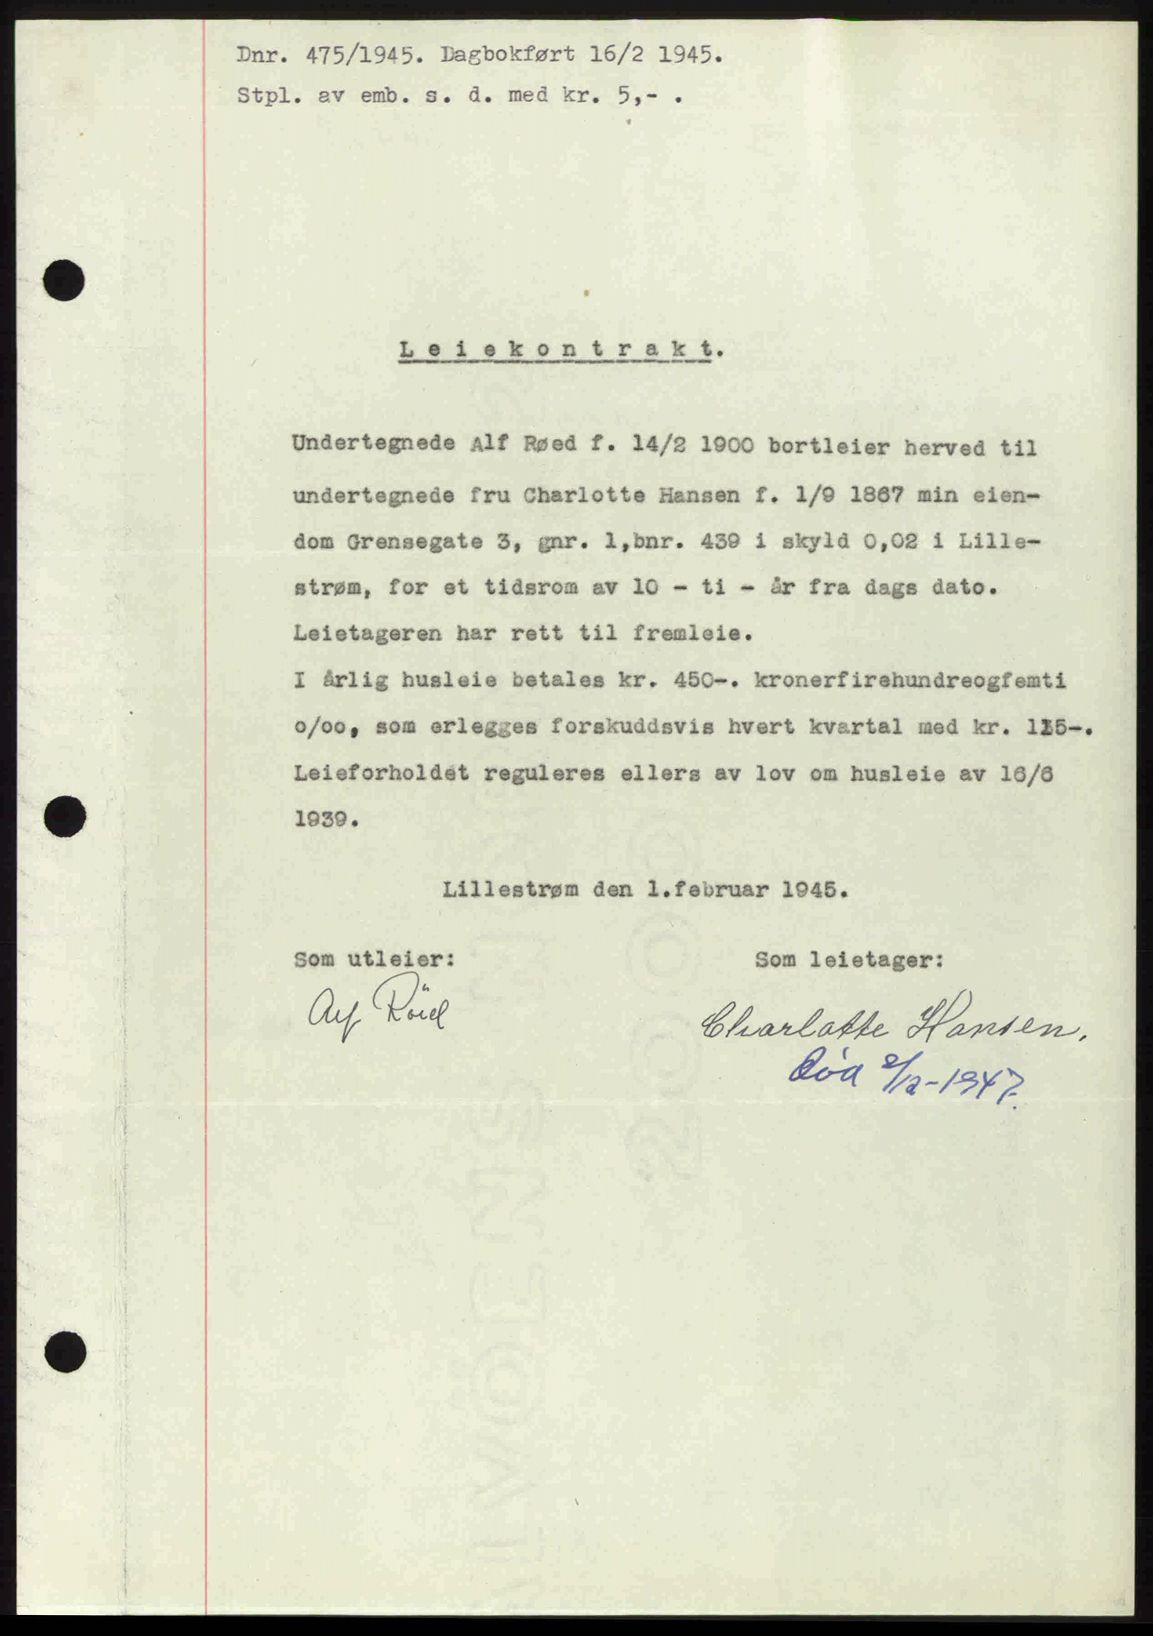 Dnr. 475/1945. Dagbokført 16/2 1945.
Stpl. av emb. s. d. med kr. 5,- .
Leiekontrakt.
Undertegnede Alf Røed f. 14/2 1900 bortleier herved til
undertegnede fru Charlotte Hansen f. 1/9 1867 min eien-
dom Grensegate 3, gnr. 1,bnr. 439 i skyld 0,02 i Lille-
strøm, for et tidsrom av 10 - ti - år fra dags dato.
Leietageren har rett til fremleie.
I årlig husleie betales kr. 450-. kronerfirehundreogfemti
o/oo, som erlegges forskuddsvis hvert kvartal med kr. 115-.
Leieforholdet reguleres ellers av lov om husleie av 16/6
1939.
Lillestrøm den 1.februar 1945.
Som utleier: Som leietager:
Alf Röed Charlotte Hansen.
Död 2/12-1947.